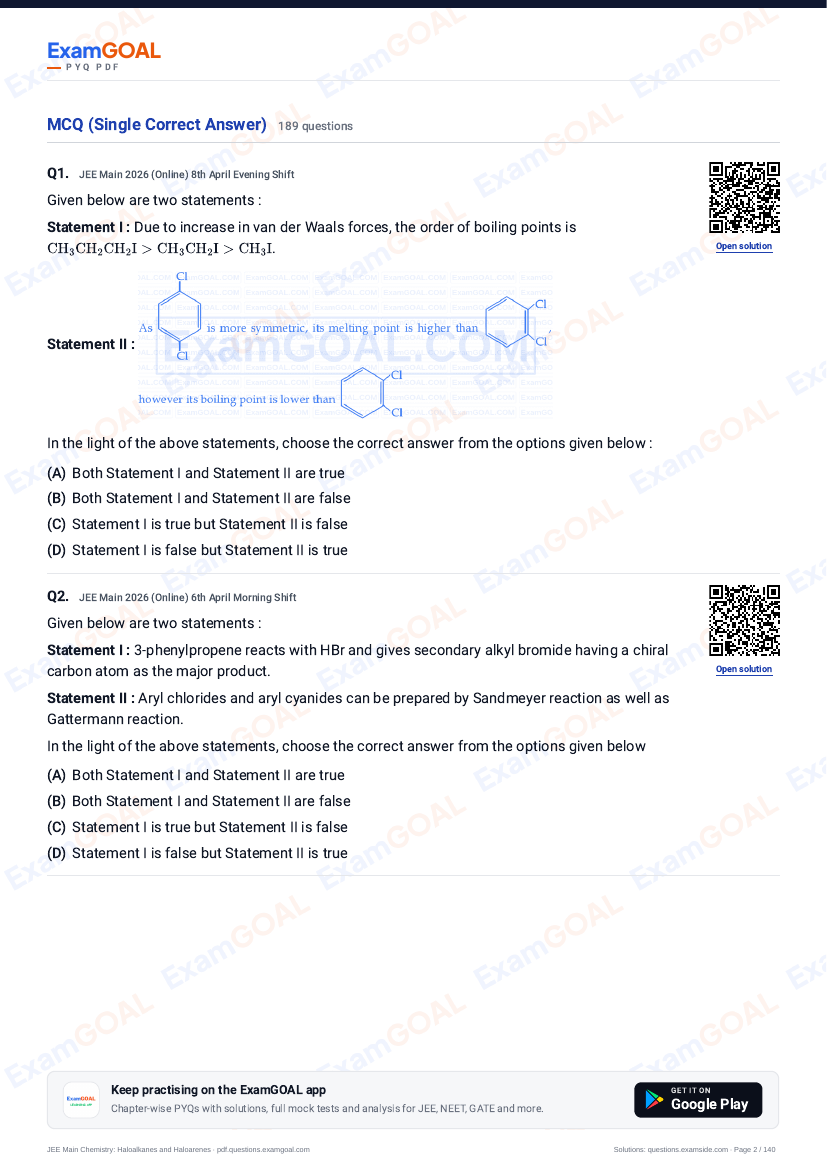 ExamGOAL
PYQ PDF
MCQ (Single Correct Answer) 189 questions
Q1. JEE Main 2026 (Online) 8th April Evening Shift
Given below are two statements :
Open solution
Statement I : Due to increase in van der Waals forces, the order of boiling points is
CH₃CH₂CH₂I > CH₃CH₂I > CH₃I.
Cl
Cl
Statement II : As is more symmetric, its melting point is higher than ,
Cl
Cl
Cl
however its boiling point is lower than
Cl
In the light of the above statements, choose the correct answer from the options given below :
(A) Both Statement I and Statement II are true
(B) Both Statement I and Statement II are false
(C) Statement I is true but Statement II is false
(D) Statement I is false but Statement II is true
Q2. JEE Main 2026 (Online) 6th April Morning Shift
Given below are two statements :
Open solution
Statement I : 3-phenylpropene reacts with HBr and gives secondary alkyl bromide having a chiral
carbon atom as the major product.
Statement II : Aryl chlorides and aryl cyanides can be prepared by Sandmeyer reaction as well as
Gattermann reaction.
In the light of the above statements, choose the correct answer from the options given below
(A) Both Statement I and Statement II are true
(B) Both Statement I and Statement II are false
(C) Statement I is true but Statement II is false
(D) Statement I is false but Statement II is true
ExamGOAL
Keep practising on the ExamGOAL app
Chapter-wise PYQs with solutions, full mock tests and analysis for JEE, NEET, GATE and more.
GET IT ON
Google Play
JEE Main Chemistry: Haloalkanes and Haloarenes · pdf.questions.examgoal.com
Solutions: questions.examside.com · Page 2 / 140